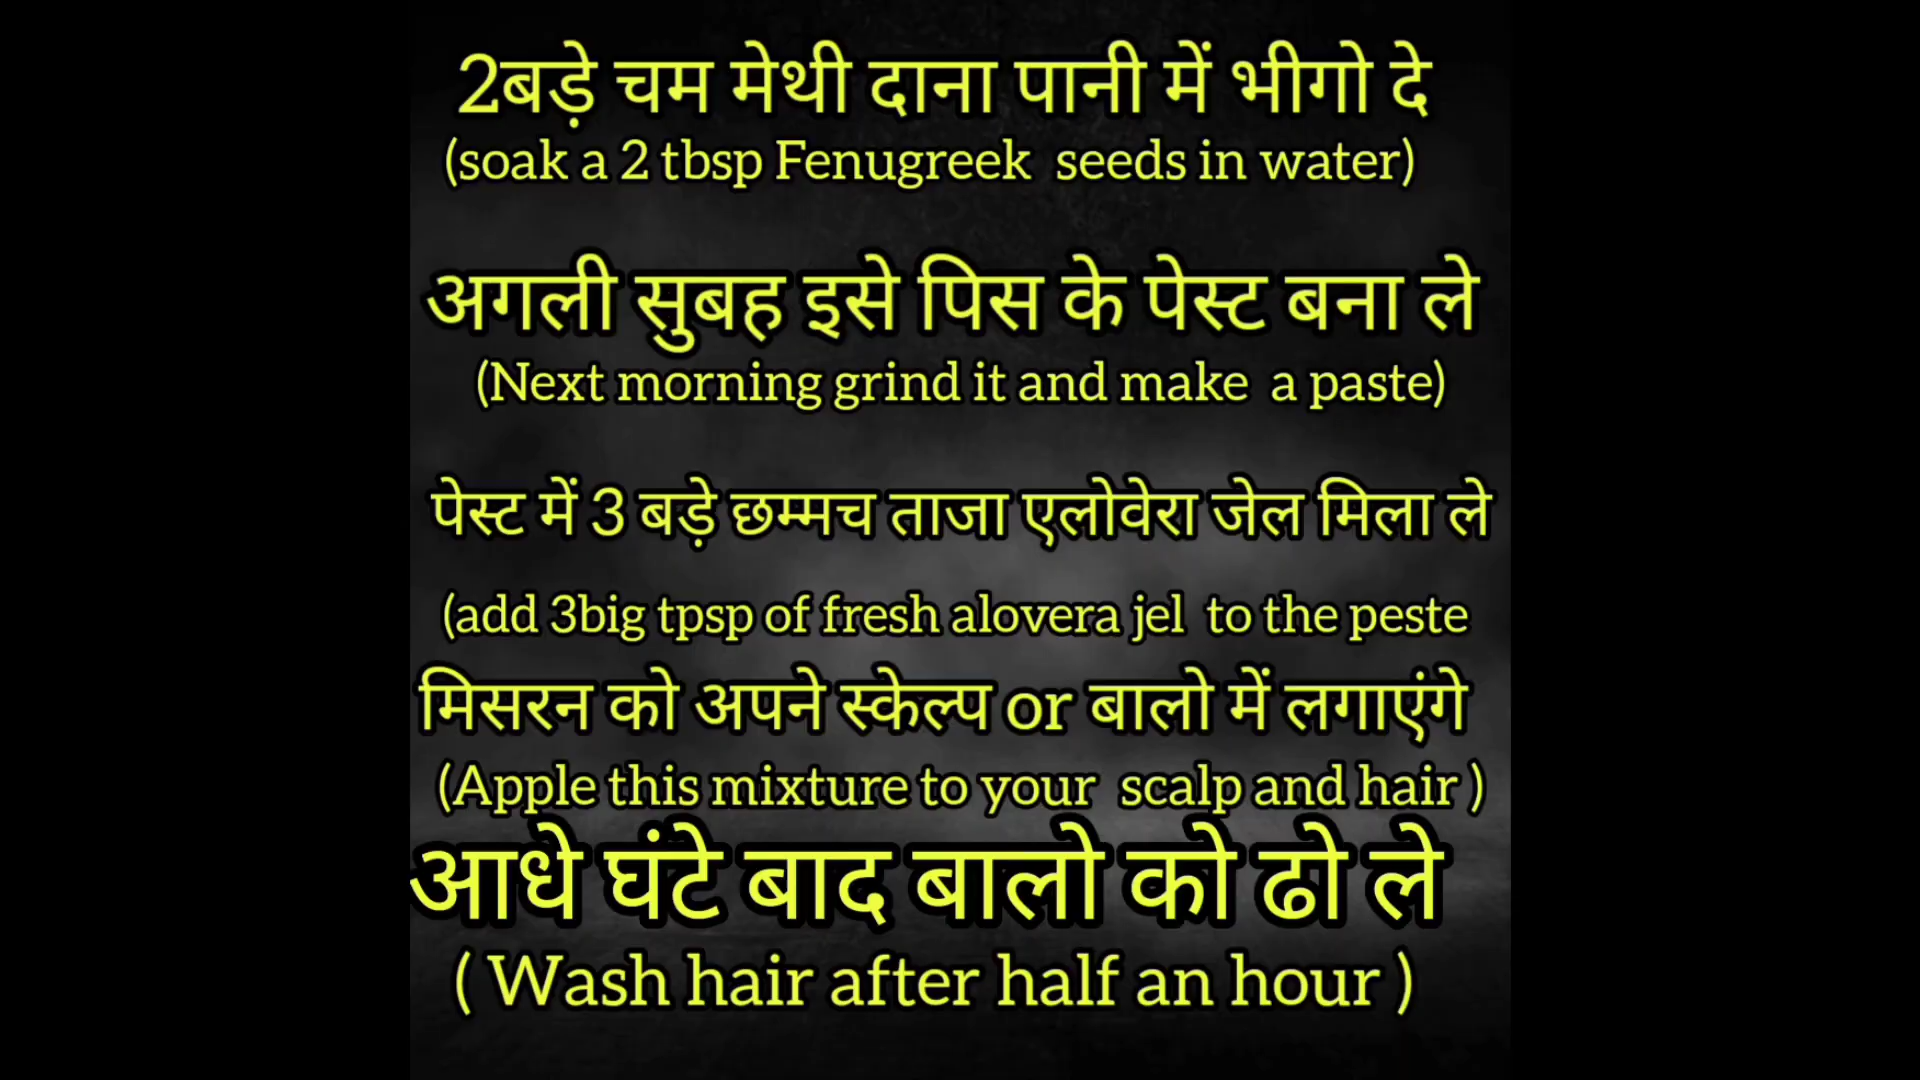 2बड़े चम मेथी दाना पानी में भीगो दे
(soak a 2 tbsp Fenugreek seeds in water)
अगली सुबह इसे पिस के पेस्ट बना ले
(Next morning grind it and make a paste)
पेस्ट में 3 बड़े छम्मच ताजा एलोवेरा जेल मिला ले
(add 3big tpsp of fresh alovera jel to the peste
मिसरन को अपने स्केल्प or बालो में लगाएंगे
(Apple this mixture to your scalp and hair )
आधे घंटे बाद बालो को ढो ले
( Wash hair after half an hour )